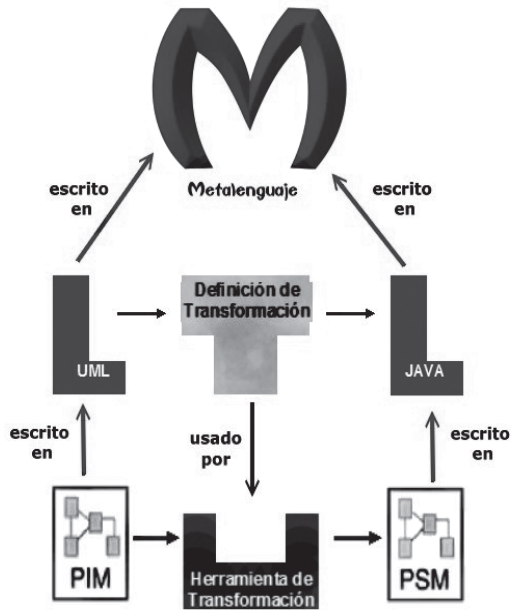 Metalenguaje
escrito
en
escrito
en
Definición de
Transformación
UML
JAVA
escrito
en
usado
por
escrito
en
PIM
Herramienta de
Transformación
PSM